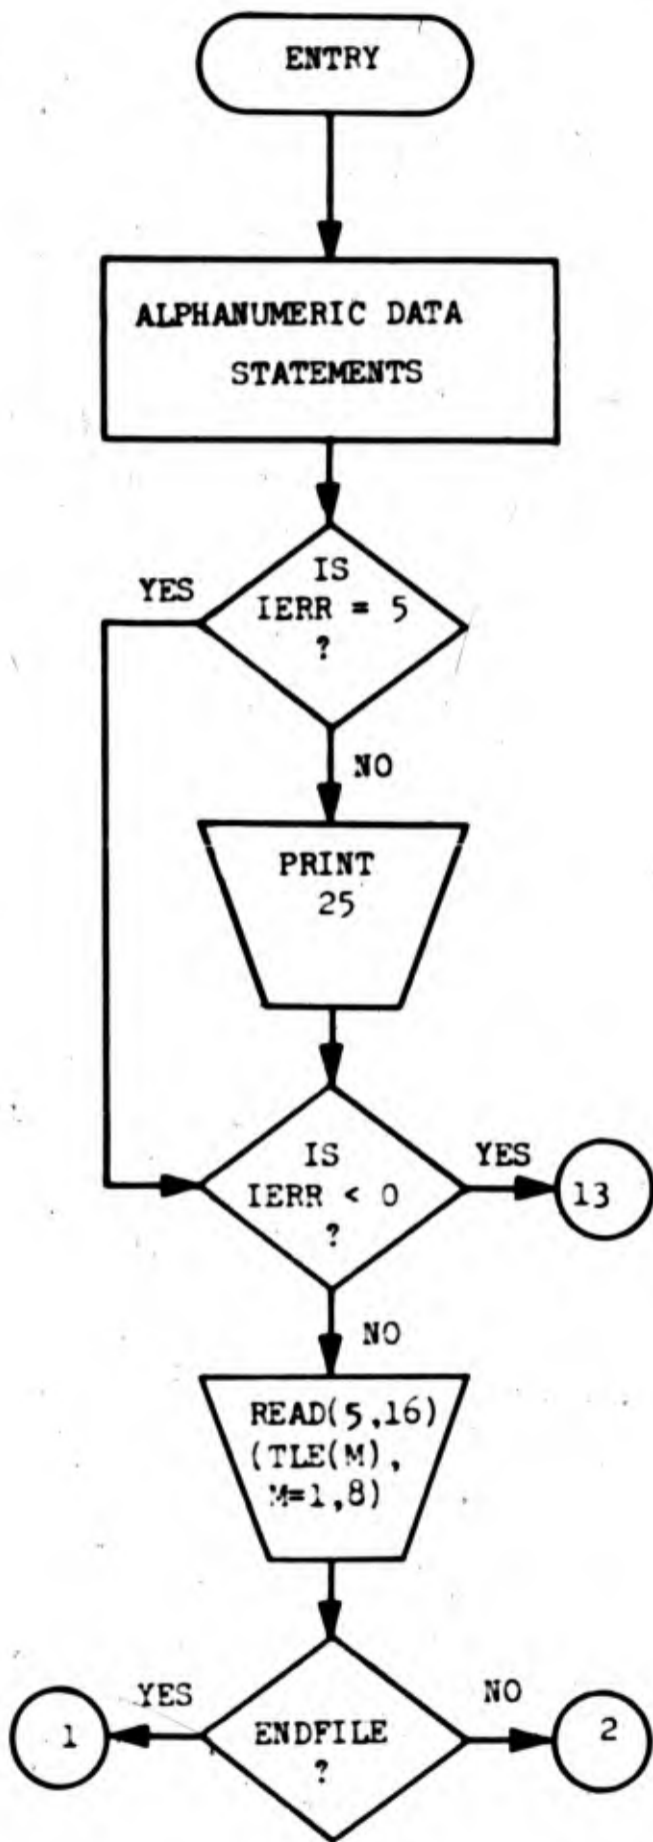 ENTRY
ALPHANUMERIC DATA
STATEMENTS
YES
IS
IERR = 5
?
NO
PRINT
25
IS
IERR < 0
?
YES
13
NO
READ(5,16)
(TLE(M),
M=1,8)
YES
NO
1
ENDFILE
?
2